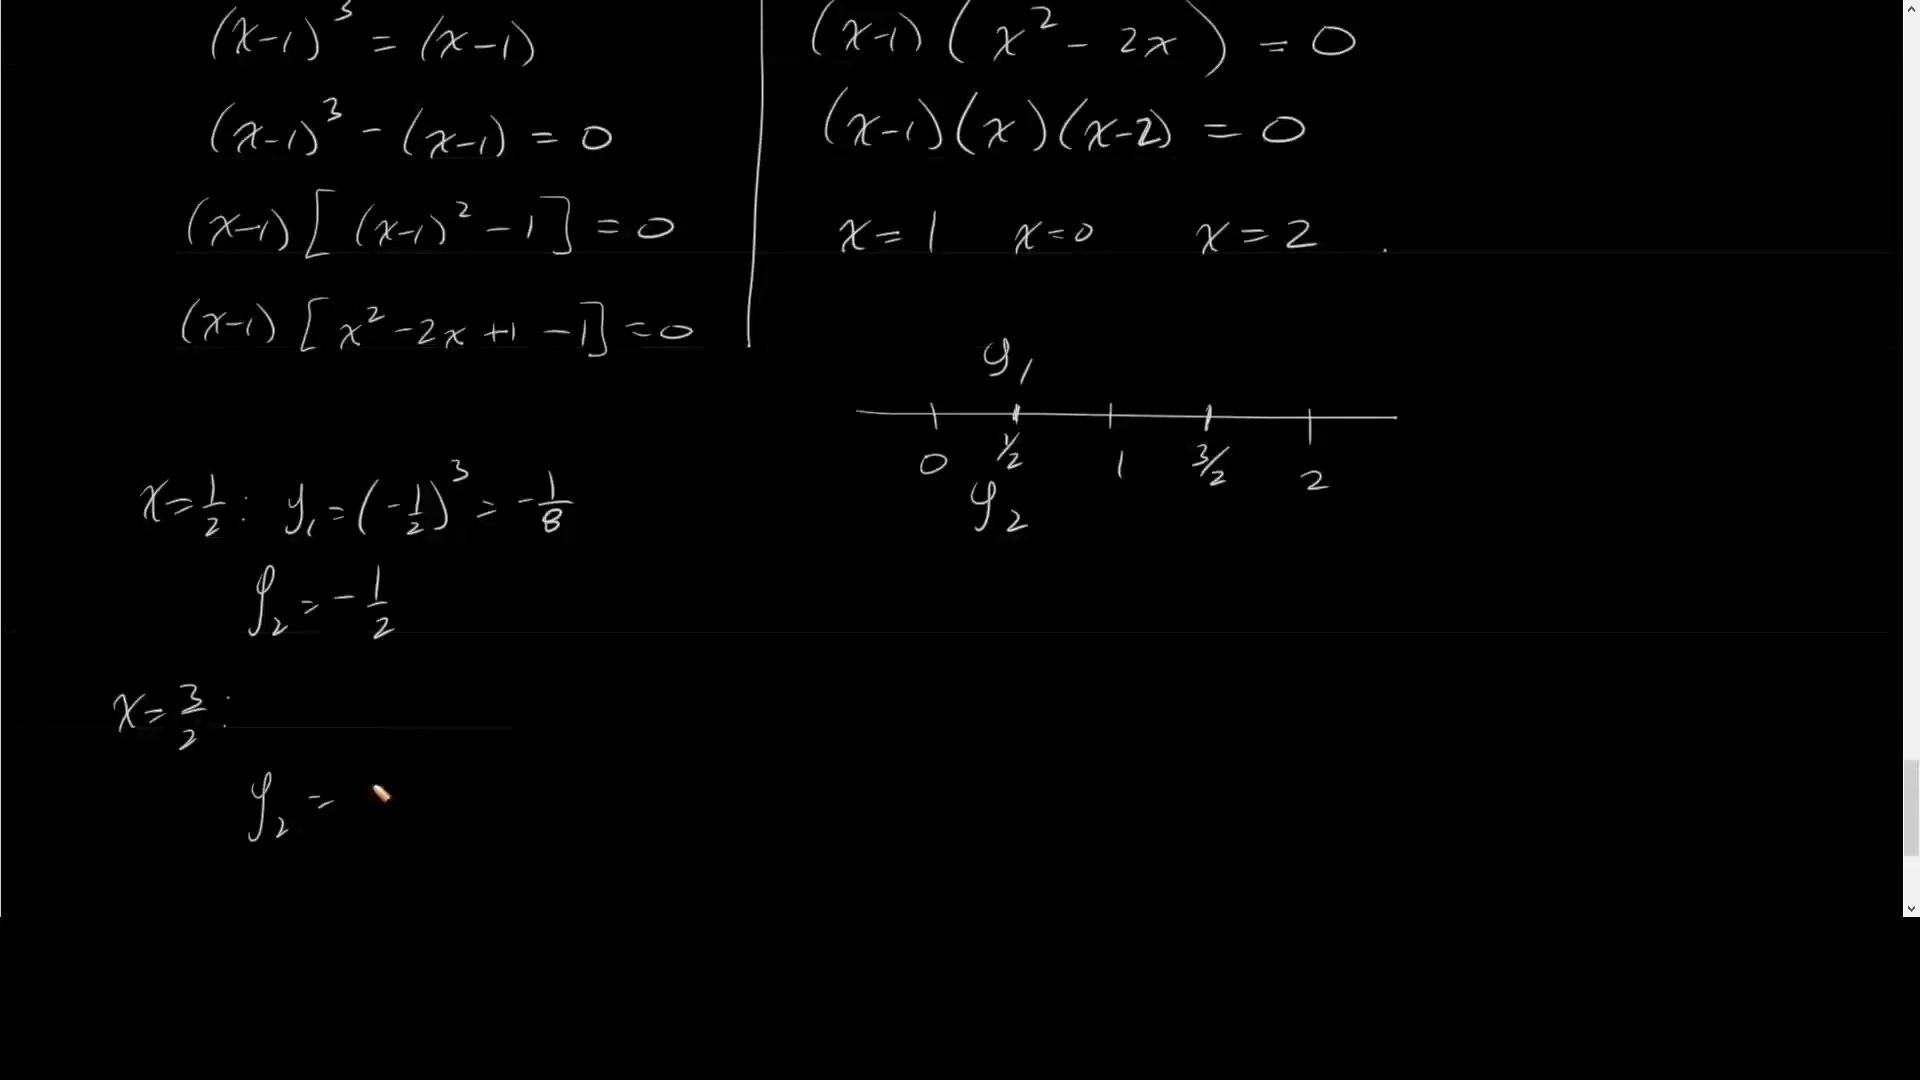 (x-1)³ = (x-1)
(x-1)³ - (x-1) = 0
(x-1)[(x-1)² - 1] = 0
(x-1)[x² - 2x + 1 - 1] = 0
(x-1)(x² - 2x) = 0
(x-1)(x)(x-2) = 0
x = 1 x = 0 x = 2 .
y₁
0 1/2 1 3/2 2
y₂
x = 1/2 : y₁ = (-1/2)³ = -1/8
y₂ = -1/2
x = 3/2 :
y₂ =